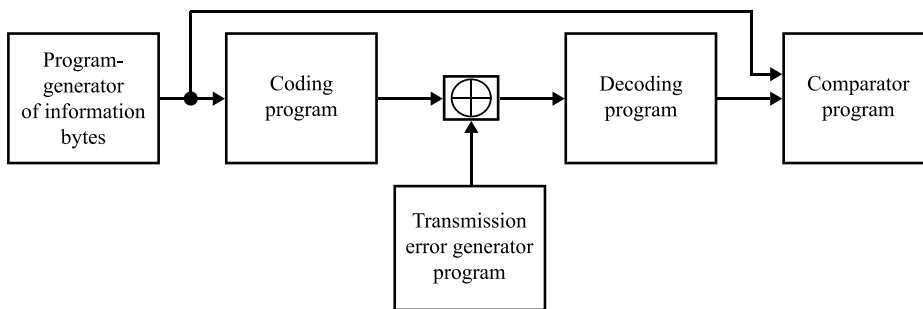 Program-
generator
of information
bytes
Coding
program
Decoding
program
Comparator
program
Transmission
error generator
program